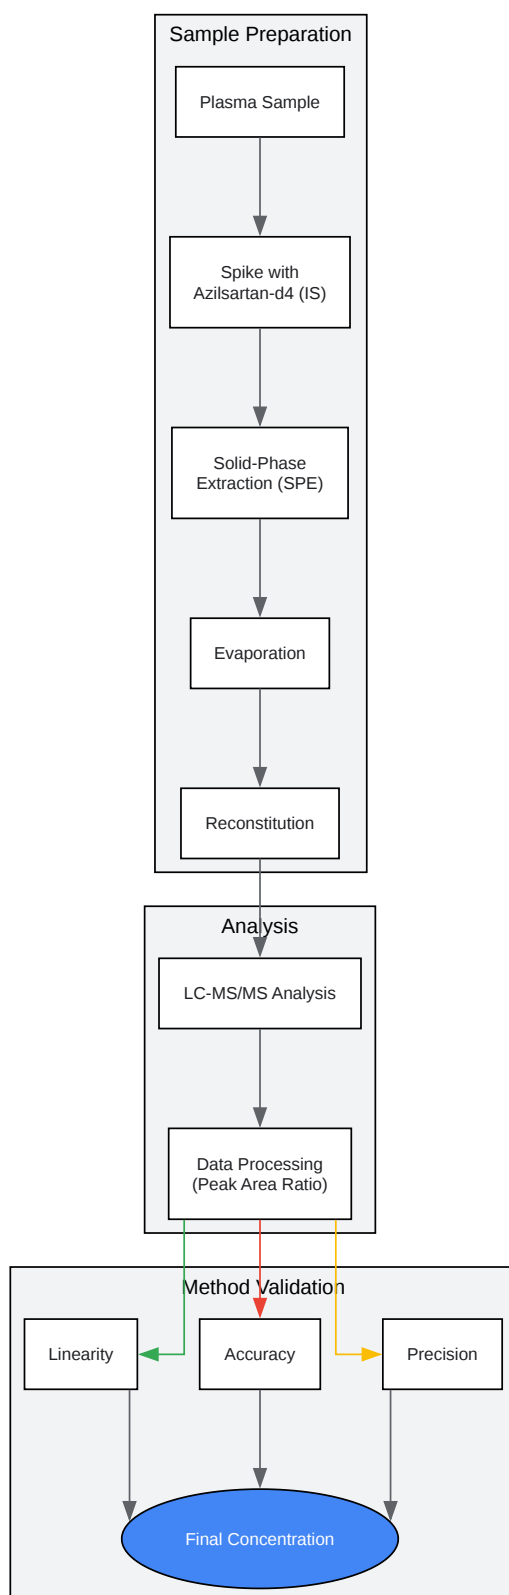 Sample Preparation
Plasma Sample
Spike with
Azilsartan-d4 (IS)
Solid-Phase
Extraction (SPE)
Evaporation
Reconstitution
Analysis
LC-MS/MS Analysis
Data Processing
(Peak Area Ratio)
Method Validation
Linearity
Accuracy
Precision
Final Concentration